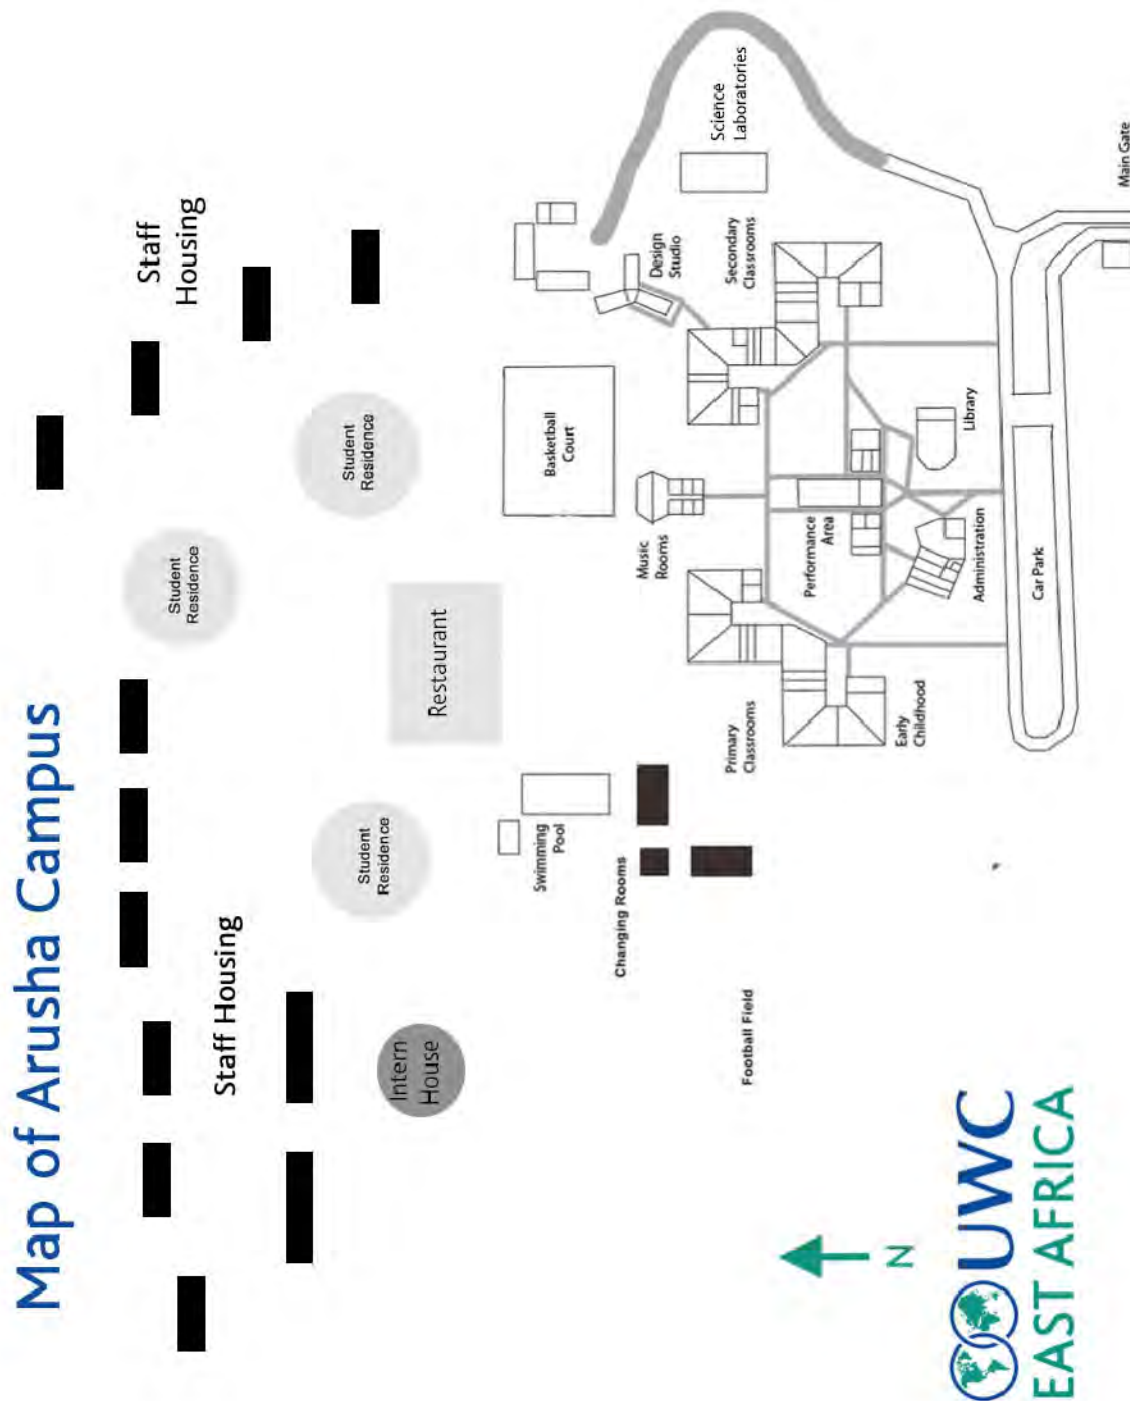 Map of Arusha Campus
Staff
Housing
Staff Housing
Student
Residence
Student
Residence
Student
Residence
Intern
House
Restaurant
Basketball
Court
Swimming
Pool
Changing Rooms
Football Field
Music
Rooms
Design
Studio
Science
Laboratories
Secondary
Classrooms
Primary
Classrooms
Performance
Area
Early
Childhood
Administration
Library
Car Park
Main Gate
N
UWC
EAST AFRICA